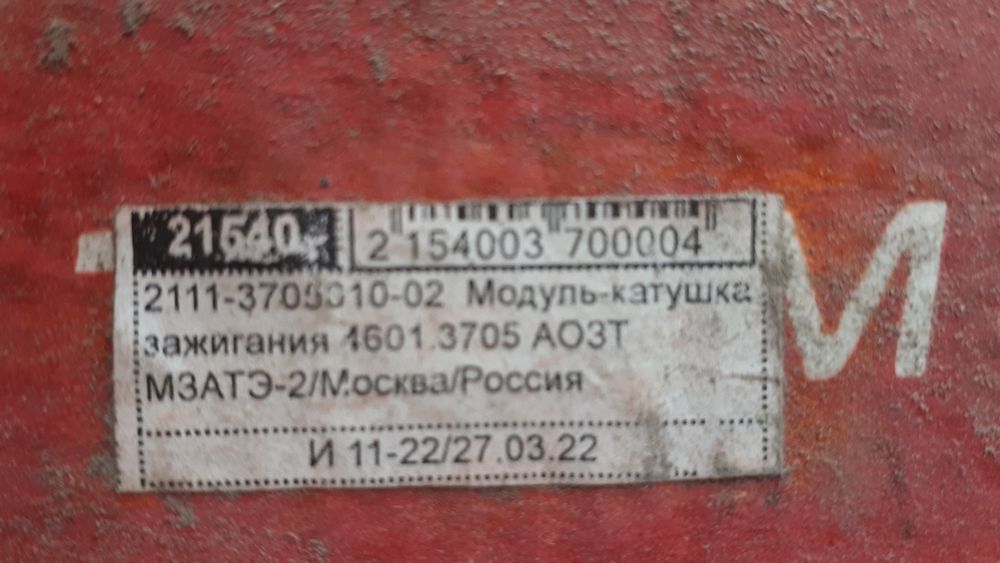 21540
2 154003 700004
2111-3705010-02 Модуль-катушка
зажигания 4601.3705 АОЗТ
МЗАТЭ-2/Москва/Россия
И 11-22/27.03.22
М